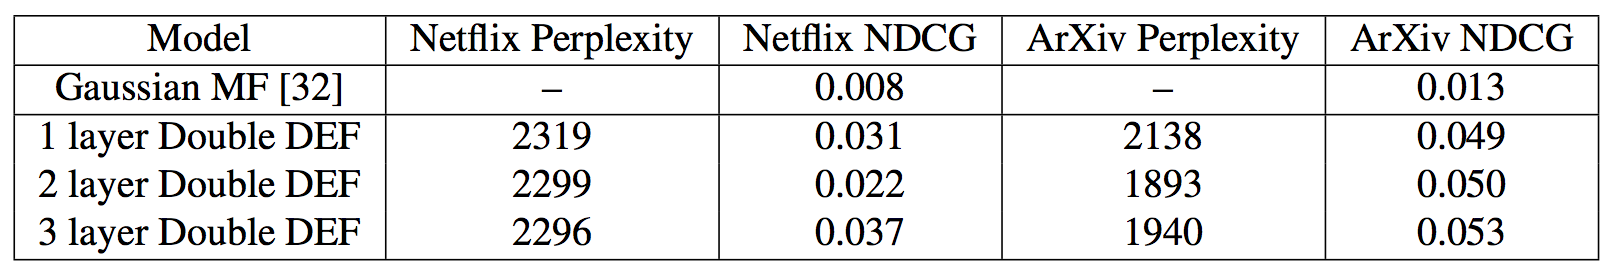 Model Netflix Perplexity Netflix NDCG ArXiv Perplexity ArXiv NDCG
Gaussian MF [32] – 0.008 – 0.013
1 layer Double DEF 2319 0.031 2138 0.049
2 layer Double DEF 2299 0.022 1893 0.050
3 layer Double DEF 2296 0.037 1940 0.053